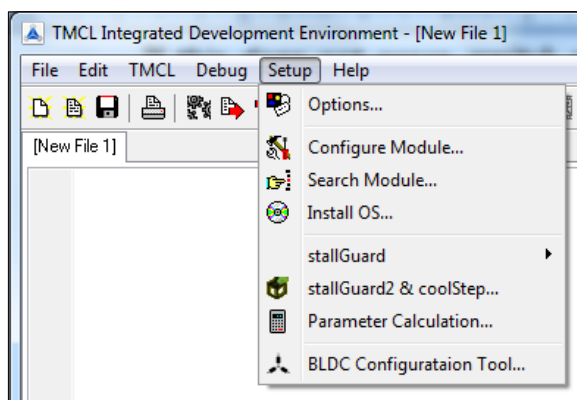 TMCL Integrated Development Environment - [New File 1]
File Edit TMCL Debug Setup Help
[New File 1]
Options...
Configure Module...
Search Module...
Install OS...
stallGuard
stallGuard2 & coolStep...
Parameter Calculation...
BLDC Configurataion Tool...